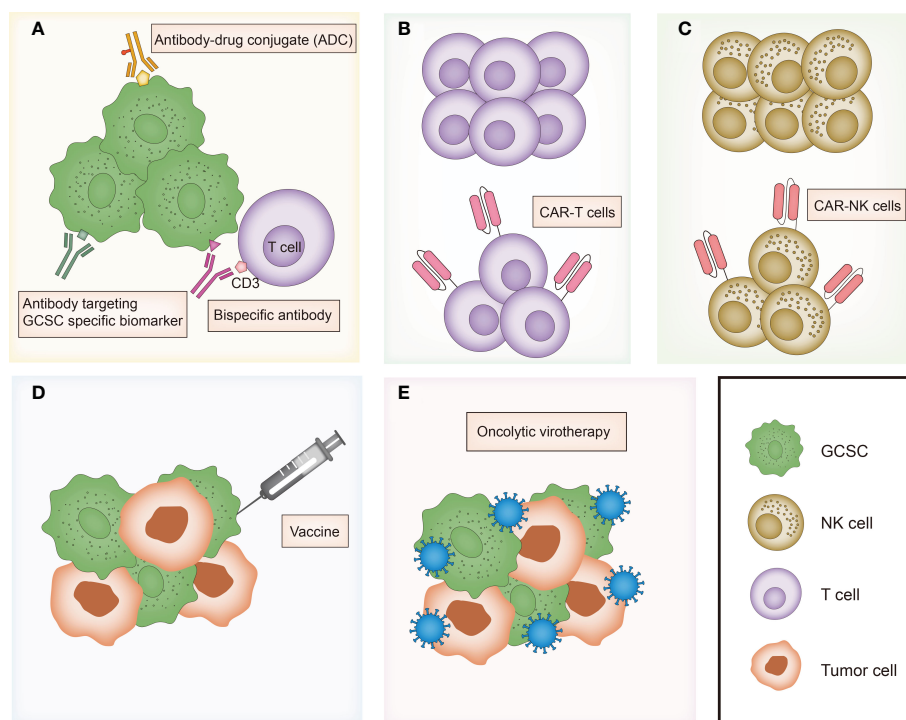 A
Antibody-drug conjugate (ADC)
T cell
CD3
Antibody targeting
GCSC specific biomarker
Bispecific antibody
B
CAR-T cells
C
CAR-NK cells
D
Vaccine
E
Oncolytic virotherapy
GCSC
NK cell
T cell
Tumor cell